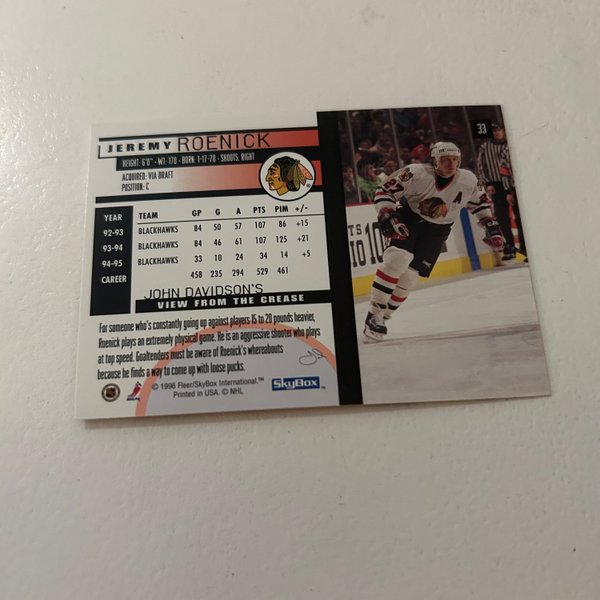 JEREMY ROENICK
HEIGHT: 6'0" • WT: 170 • BORN: 1-17-70 • SHOOTS: RIGHT
ACQUIRED: VIA DRAFT
POSITION: C
YEAR TEAM GP G A PTS PIM +/-
92-93 BLACKHAWKS 84 50 57 107 86 +15
93-94 BLACKHAWKS 84 46 61 107 125 +21
94-95 BLACKHAWKS 33 10 24 34 14 +5
CAREER 458 235 294 529 461
JOHN DAVIDSON'S
VIEW FROM THE CREASE
For someone who's constantly going up against players 15 to 20 pounds heavier,
Roenick plays an extremely physical game. He is an aggressive shooter who plays
at top speed. Goaltenders must be aware of Roenick's whereabouts
because he finds a way to come up with loose pucks.
© 1996 Fleer/SkyBox International.™
Printed in USA. © NHL
SkyBox™
33
27
A